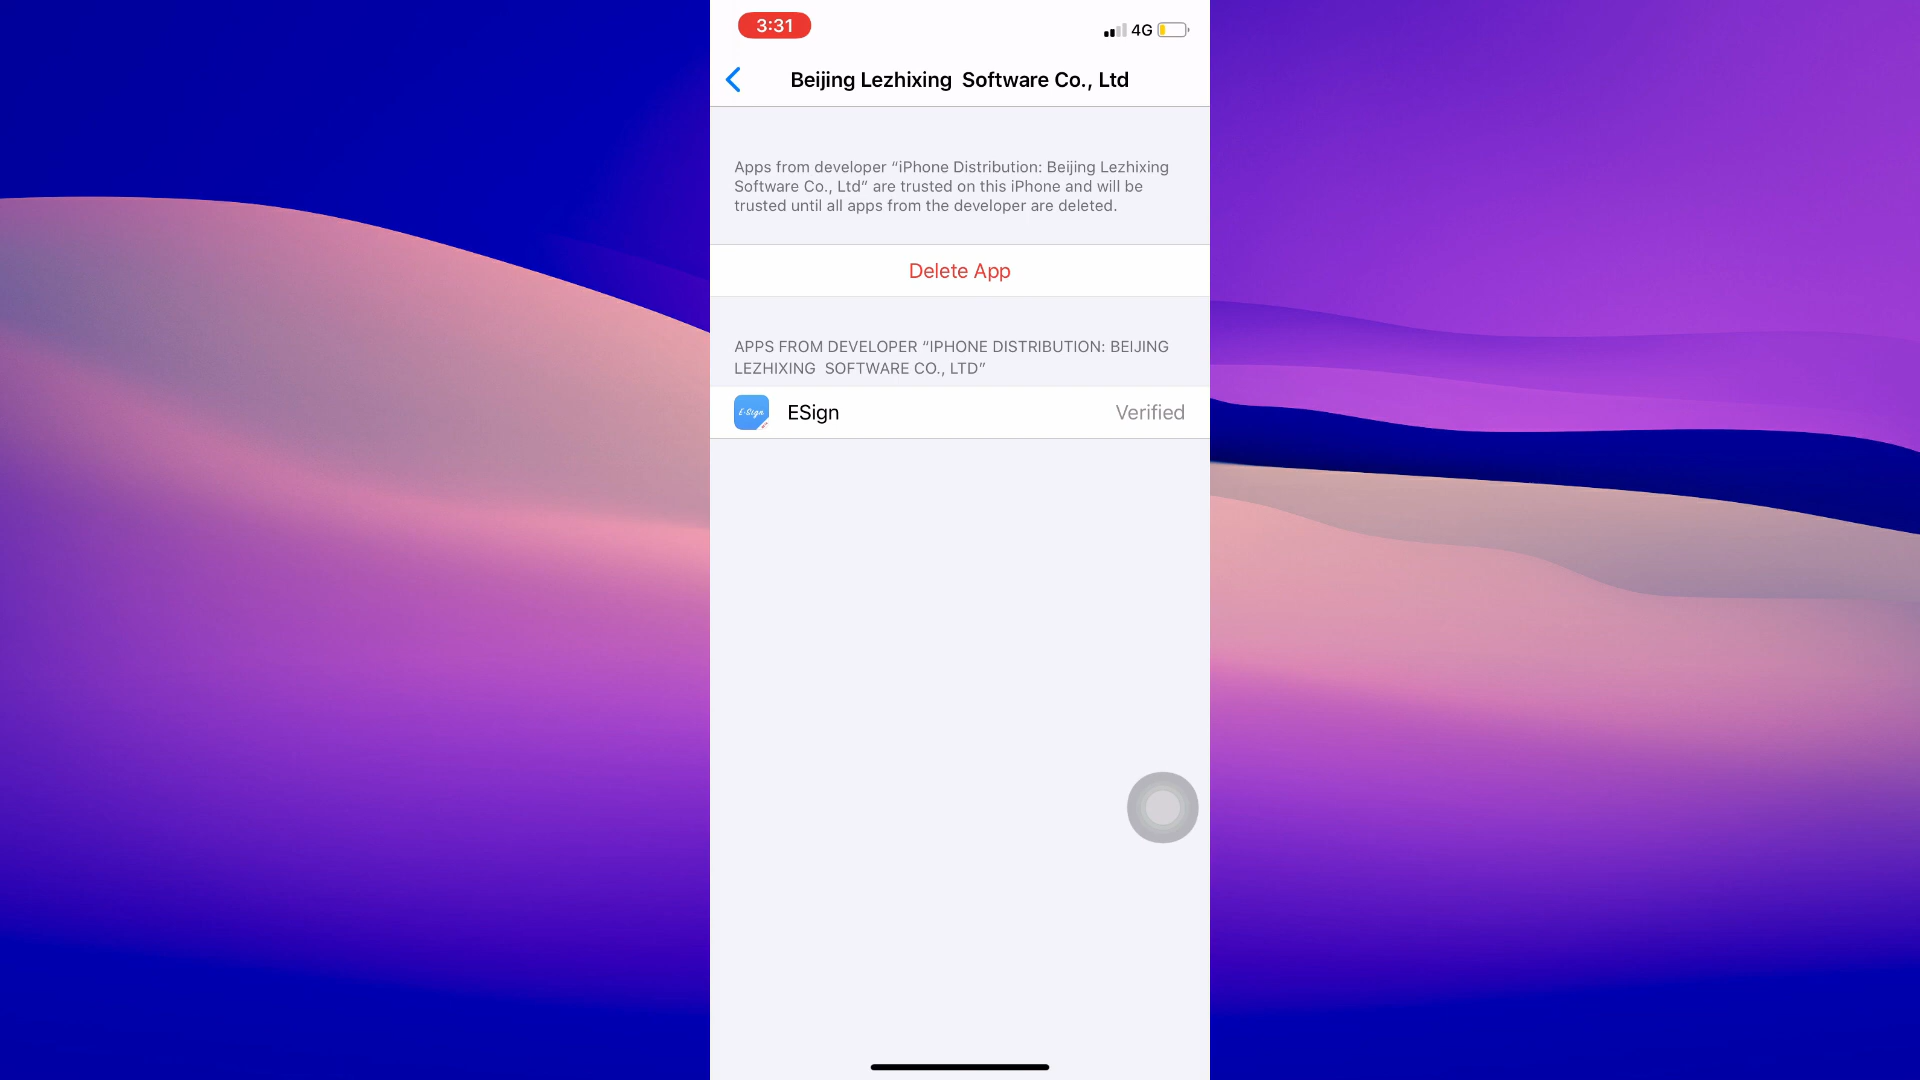 3:31
4G
Beijing Lezhixing  Software Co., Ltd
Apps from developer “iPhone Distribution: Beijing Lezhixing
Software Co., Ltd” are trusted on this iPhone and will be
trusted until all apps from the developer are deleted.
Delete App
APPS FROM DEVELOPER “IPHONE DISTRIBUTION: BEIJING
LEZHIXING  SOFTWARE CO., LTD”
E-Sign
ESign
Verified